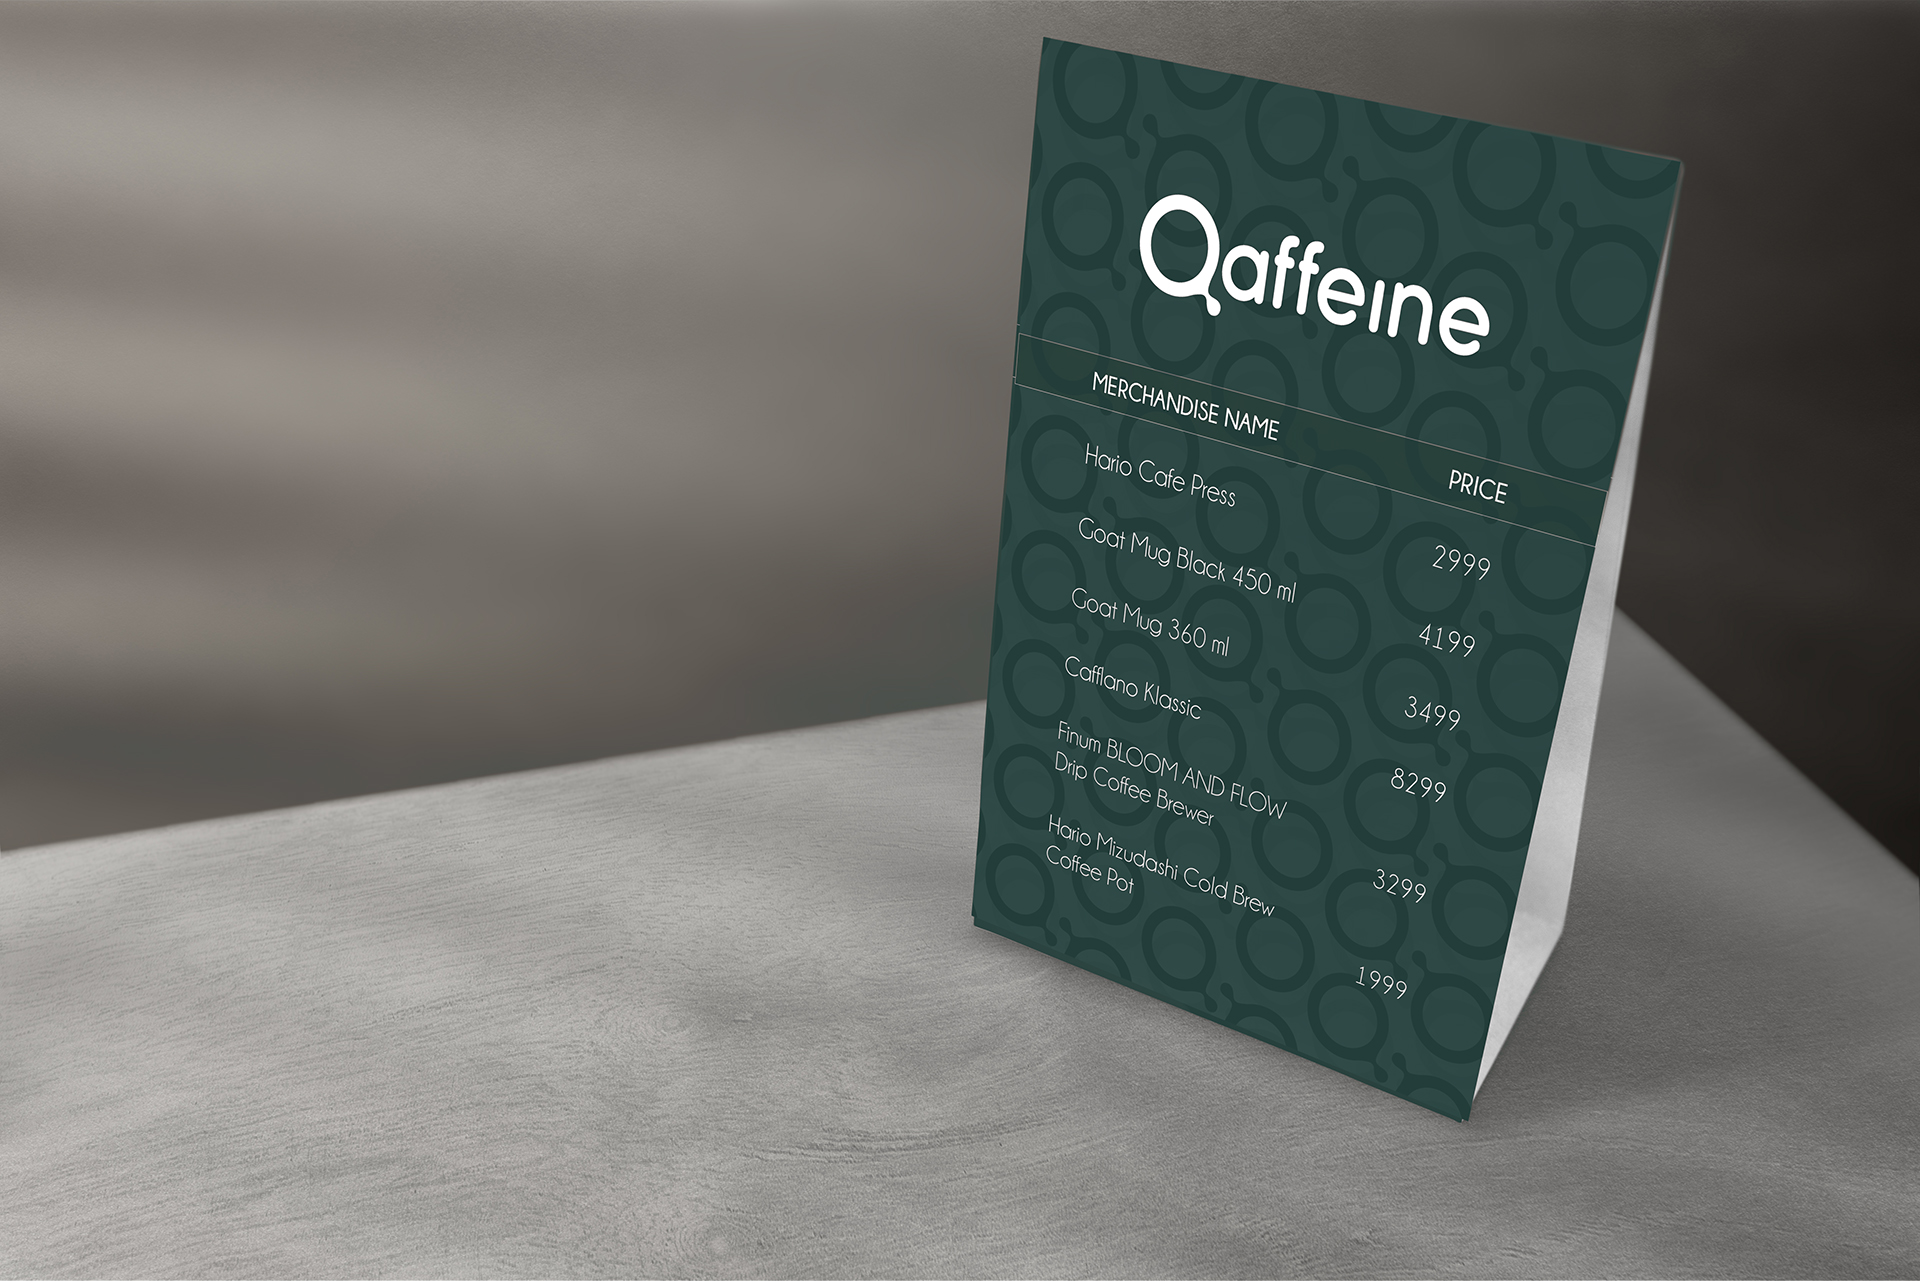 Qaffeine
MERCHANDISE NAME PRICE
Hario Cafe Press 2999
Goat Mug Black 450 ml 4199
Goat Mug 360 ml 3499
Cafflano Klassic 8299
Finum BLOOM AND FLOW
Drip Coffee Brewer 3299
Hario Mizudashi Cold Brew
Coffee Pot 1999